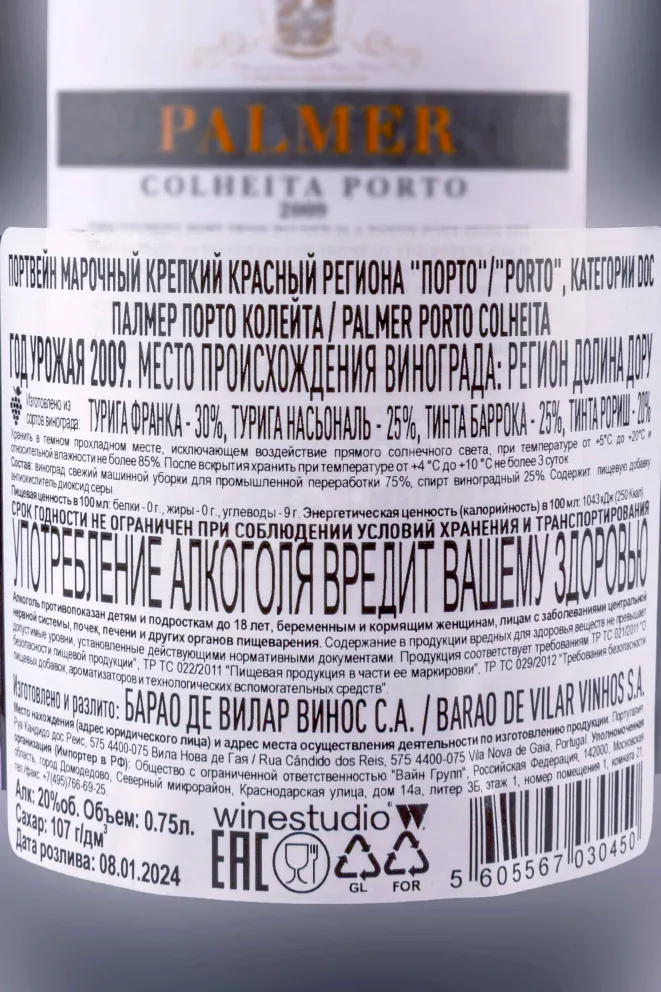 PALMER
COLHEITA PORTO
2009
ПОРТВЕЙН МАРОЧНЫЙ КРЕПКИЙ КРАСНЫЙ РЕГИОНА "ПОРТО"/"PORTO", КАТЕГОРИИ DOC
ПАЛМЕР ПОРТО КОЛЕЙТА / PALMER PORTO COLHEITA
ГОД УРОЖАЯ 2009. МЕСТО ПРОИСХОЖДЕНИЯ ВИНОГРАДА: РЕГИОН ДОЛИНА ДОРУ
Изготовлено из
сортов винограда:
ТУРИГА ФРАНКА - 30%, ТУРИГА НАСЬОНАЛЬ - 25%, ТИНТА БАРРОКА - 25%, ТИНТА РОРИШ - 20%
Хранить в темном прохладном месте, исключающем воздействие прямого солнечного света, при температуре от +5°С до +20°С и
относительной влажности не более 85%. После вскрытия хранить при температуре от +4 °С до +10 °С не более 3 суток.
Состав: виноград свежий машинной уборки для промышленной переработки 75%, спирт виноградный 25%. Содержит пищевую добавку
антиокислитель диоксид серы.
Пищевая ценность в 100 мл: белки - 0 г., жиры - 0 г., углеводы - 9 г. Энергетическая ценность (калорийность) в 100 мл: 1043 кДж (250 Ккал)
СРОК ГОДНОСТИ НЕ ОГРАНИЧЕН ПРИ СОБЛЮДЕНИИ УСЛОВИЙ ХРАНЕНИЯ И ТРАНСПОРТИРОВАНИЯ
УПОТРЕБЛЕНИЕ АЛКОГОЛЯ ВРЕДИТ ВАШЕМУ ЗДОРОВЬЮ
Алкоголь противопоказан детям и подросткам до 18 лет, беременным и кормящим женщинам, лицам с заболеваниями центральной
нервной системы, почек, печени и других органов пищеварения. Содержание в продукции вредных для здоровья веществ не превышает
допустимые уровни, установленные действующими нормативными документами. Продукция соответствует требованиям ТР ТС 021/2011 "О
безопасности пищевой продукции", ТР ТС 022/2011 "Пищевая продукция в части ее маркировки", ТР ТС 029/2012 "Требования безопасности
пищевых добавок, ароматизаторов и технологических вспомогательных средств".
Изготовлено и разлито: БАРАО ДЕ ВИЛАР ВИНОС С.А. / BARAO DE VILAR VINHOS S.A.
Место нахождения (адрес юридического лица) и адрес места осуществления деятельности по изготовлению продукции: Португалия
Руа Кандидо дос Реис, 575 4400-075 Вила Нова де Гая / Rua Cândido dos Reis, 575 4400-075 Vila Nova de Gaia, Portugal. Уполномоченная
организация (Импортер в РФ): Общество с ограниченной ответственностью "Вайн Групп", Российская Федерация, 142000, Московская
область, город Домодедово, Северный микрорайон, Краснодарская улица, дом 14а, литер 3Б, этаж 1, номер помещения 1, комната 21,
тел./факс: +7(495)766-69-25
Алк: 20%об. Объем: 0.75л.
Сахар: 107 г/дм³
Дата розлива: 08.01.2024
winestudio W.
EAC
GL
FOR
5 605567 030450